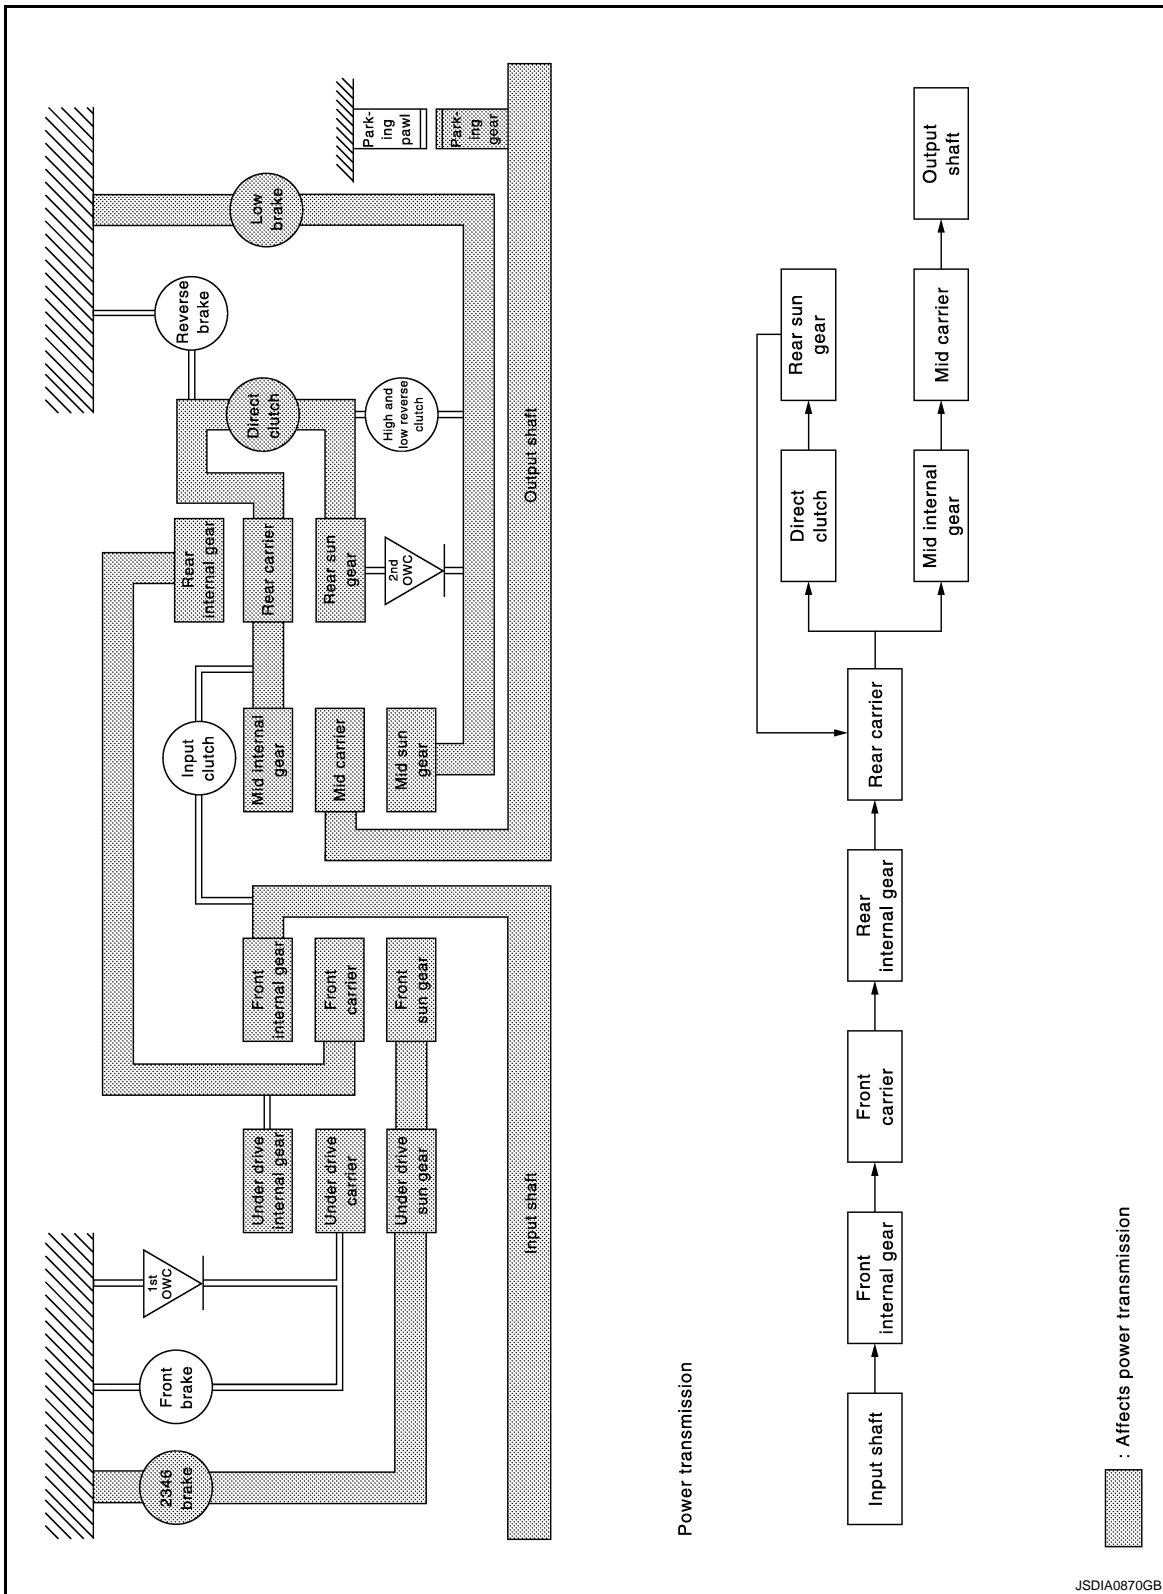 2346
brake
Front
brake
1st
OWC
Under drive
internal gear
Under drive
carrier
Under drive
sun gear
Front
internal gear
Front
carrier
Front
sun gear
Input shaft
Input
clutch
Mid internal
gear
Mid carrier
Mid sun
gear
Rear
internal gear
Rear carrier
Rear sun
gear
2nd
OWC
Direct
clutch
High and
low reverse
clutch
Reverse
brake
Low
brake
Park-
ing
pawl
Park-
ing
gear
Output shaft
Power transmission
Input shaft
Front
internal gear
Front
carrier
Rear
internal gear
Rear carrier
Direct
clutch
Rear sun
gear
Mid internal
gear
Mid carrier
Output
shaft
: Affects power transmission
JSDIA0870GB